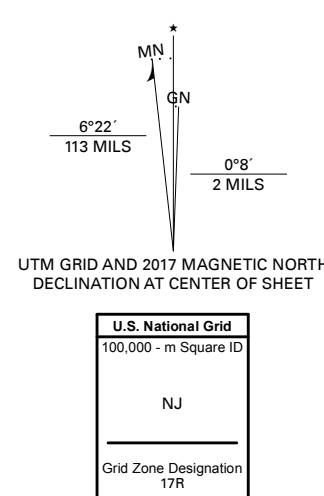 ★
MN
GN
6°22´
113 MILS
0°8´
2 MILS
UTM GRID AND 2017 MAGNETIC NORTH
DECLINATION AT CENTER OF SHEET
U.S. National Grid
100,000 - m Square ID
NJ
Grid Zone Designation
17R